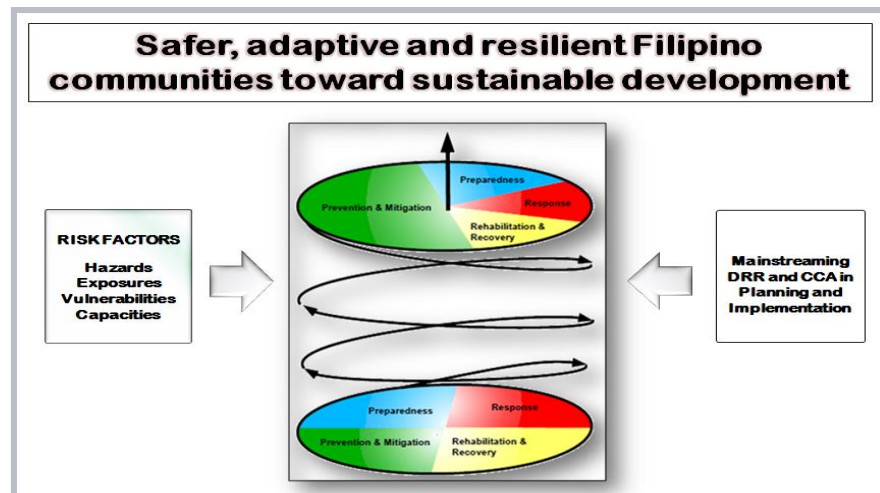 Safer, adaptive and resilient Filipino
communities toward sustainable development
Preparedness
Prevention & Mitigation
Response
Rehabilitation &
Recovery
RISK FACTORS
Hazards
Exposures
Vulnerabilities
Capacities
Mainstreaming
DRR and CCA in
Planning and
Implementation
Preparedness
Response
Prevention & Mitigation
Rehabilitation &
Recovery